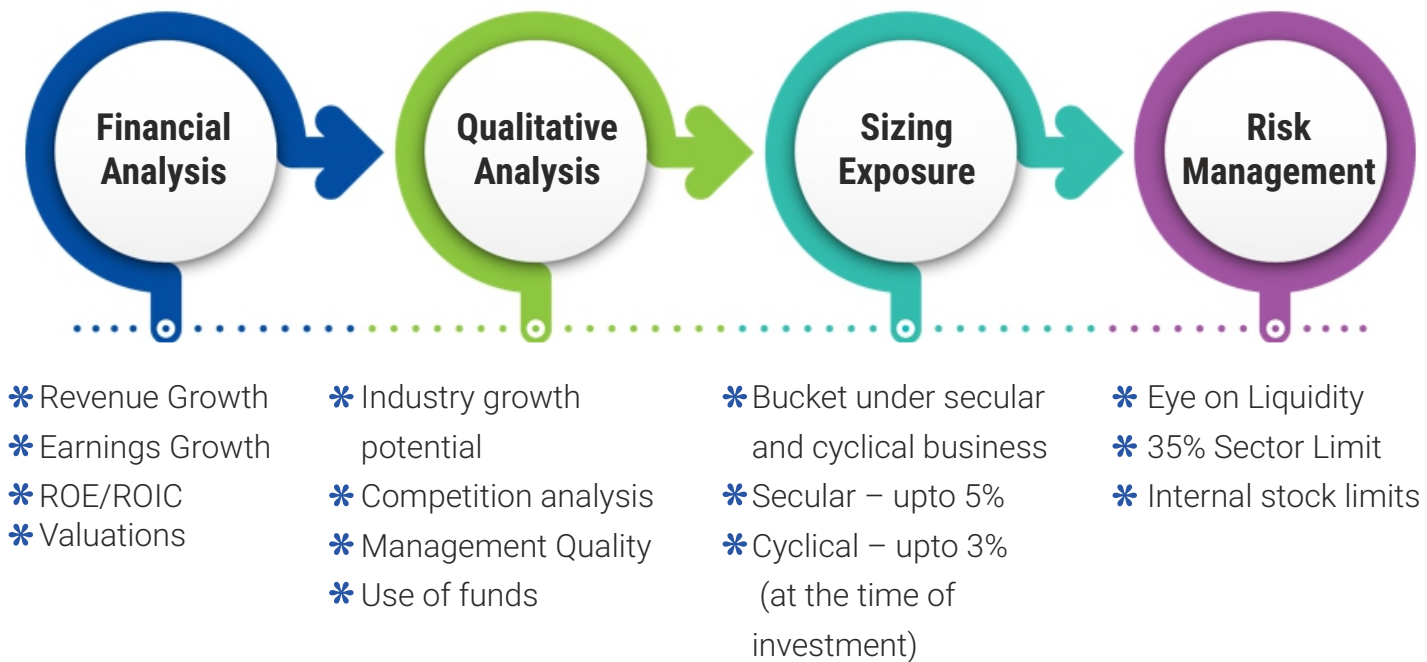 Financial
Analysis
Qualitative
Analysis
Sizing
Exposure
Risk
Management
Revenue Growth
Earnings Growth
ROE/ROIC
Valuations
Industry growth
potential
Competition analysis
Management Quality
Use of funds
Bucket under secular
and cyclical business
Secular – upto 5%
Cyclical – upto 3%
(at the time of
investment)
Eye on Liquidity
35% Sector Limit
Internal stock limits